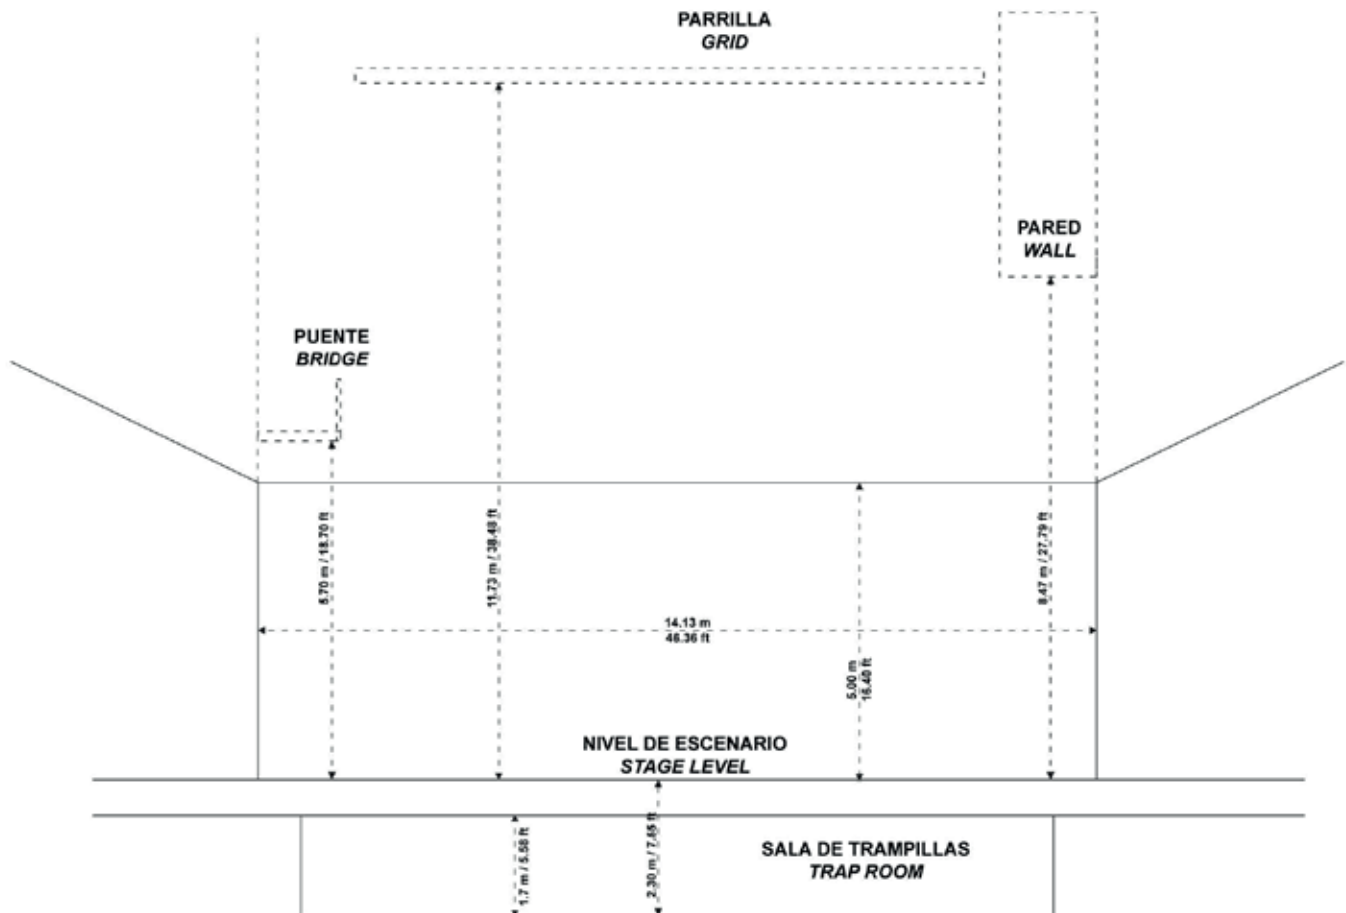 PARRILLA
GRID
PARED
WALL
PUENTE
BRIDGE
5.70 m / 18.70 ft
11.73 m / 38.48 ft
8.47 m / 27.79 ft
14.13 m
46.36 ft
5.00 m
16.40 ft
NIVEL DE ESCENARIO
STAGE LEVEL
1.7 m / 5.58 ft
2.30 m / 7.55 ft
SALA DE TRAMPILLAS
TRAP ROOM